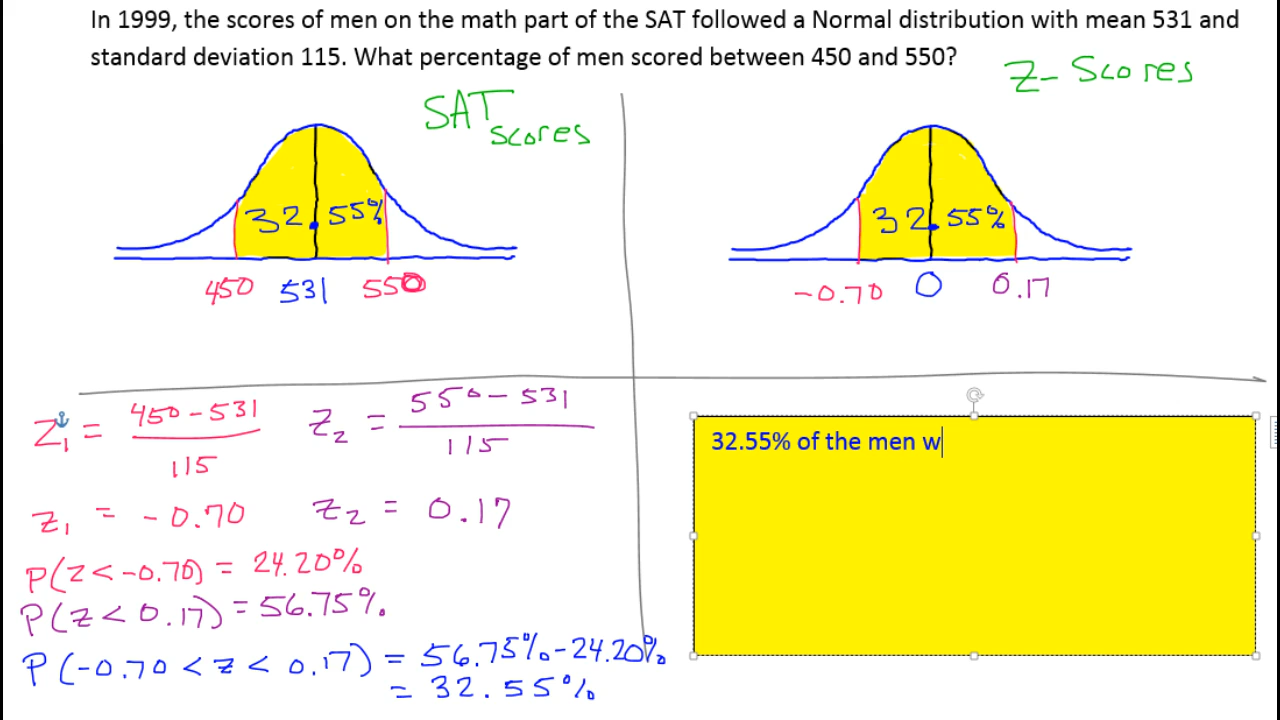 In 1999, the scores of men on the math part of the SAT followed a Normal distribution with mean 531 and
standard deviation 115. What percentage of men scored between 450 and 550?
SAT scores
Z-Scores
32.55%
450 531 550
32.55%
-0.70 0 0.17
Z₁ = 450-531 / 115
Z₂ = 550-531 / 115
Z₁ = -0.70
Z₂ = 0.17
P(Z<-0.70) = 24.20%
P(Z<0.17) = 56.75%
P(-0.70<Z<0.17) = 56.75%-24.20%
= 32.55%
32.55% of the men w